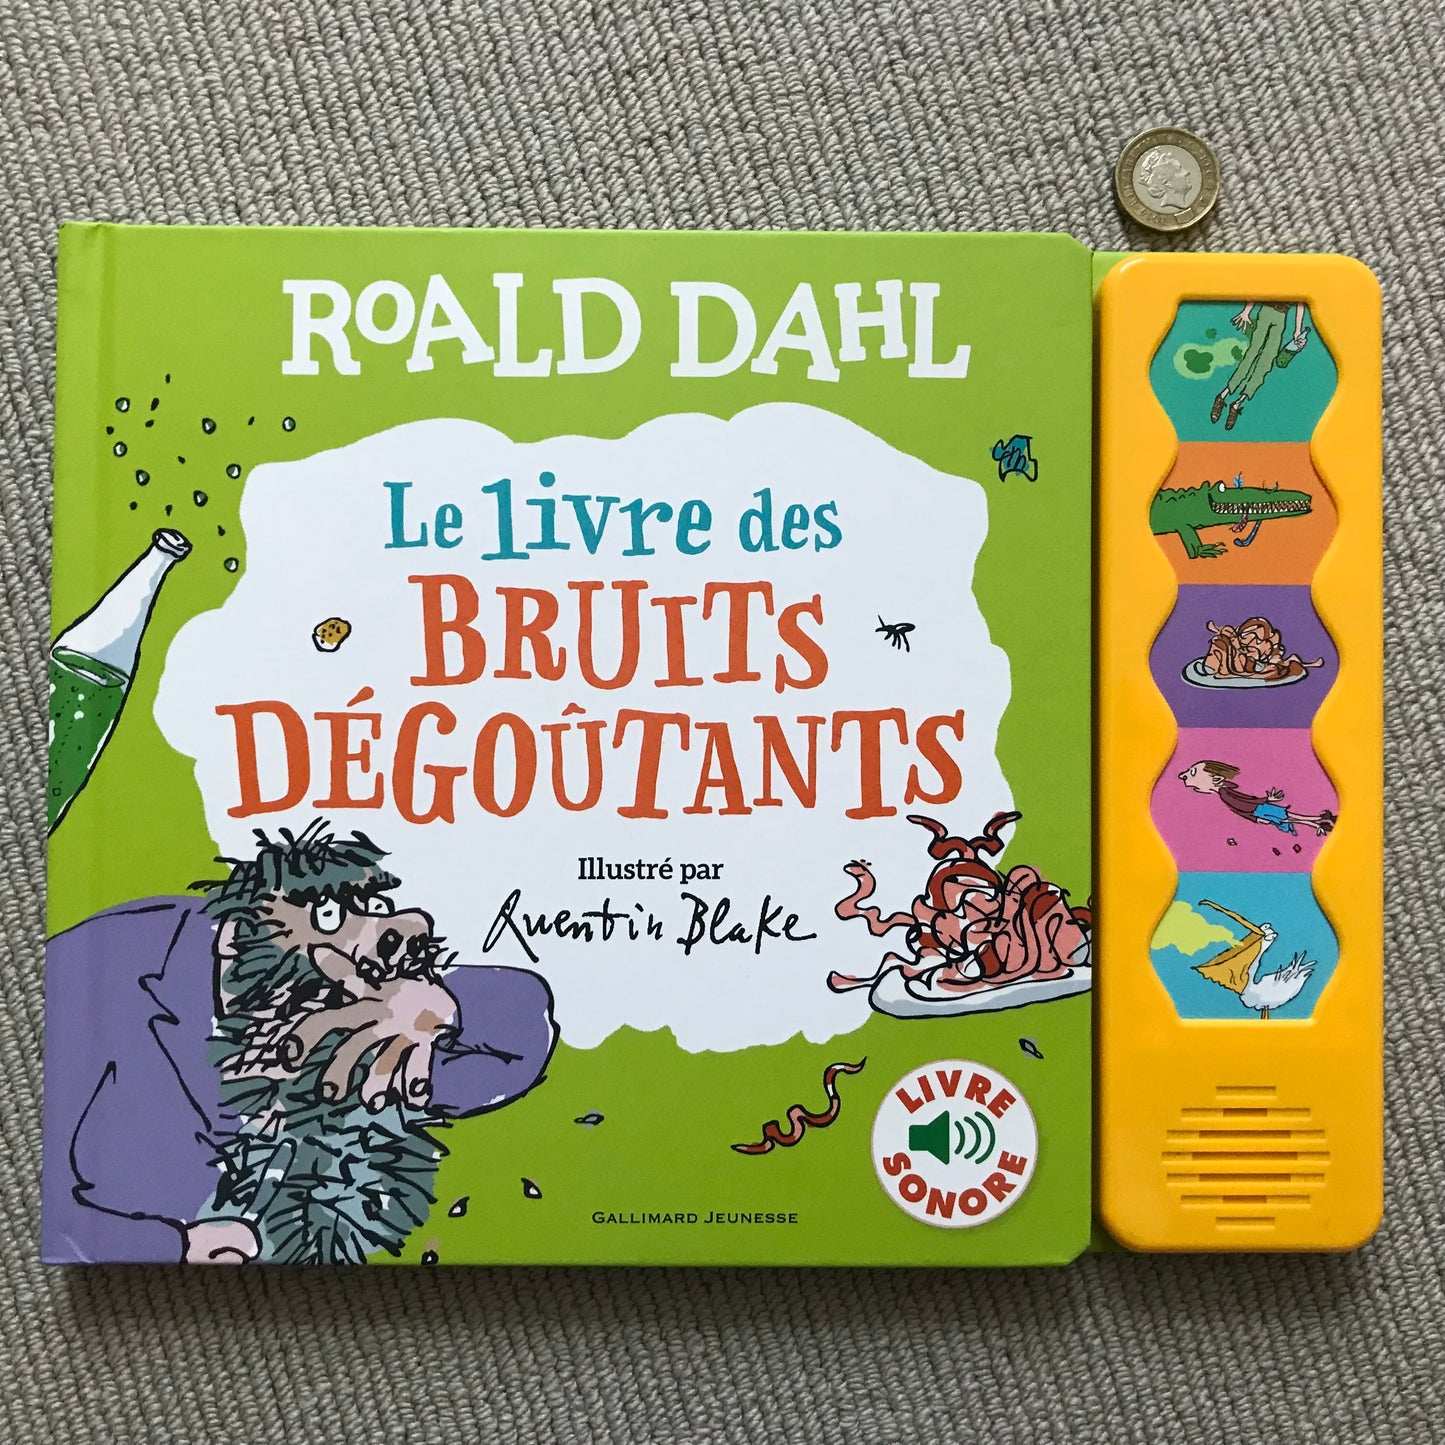 ROALD DAHL
Le livre des
BRUITS
DÉGOÛTANTS
Illustré par
Quentin Blake
LIVRE
SONORE
GALLIMARD JEUNESSE